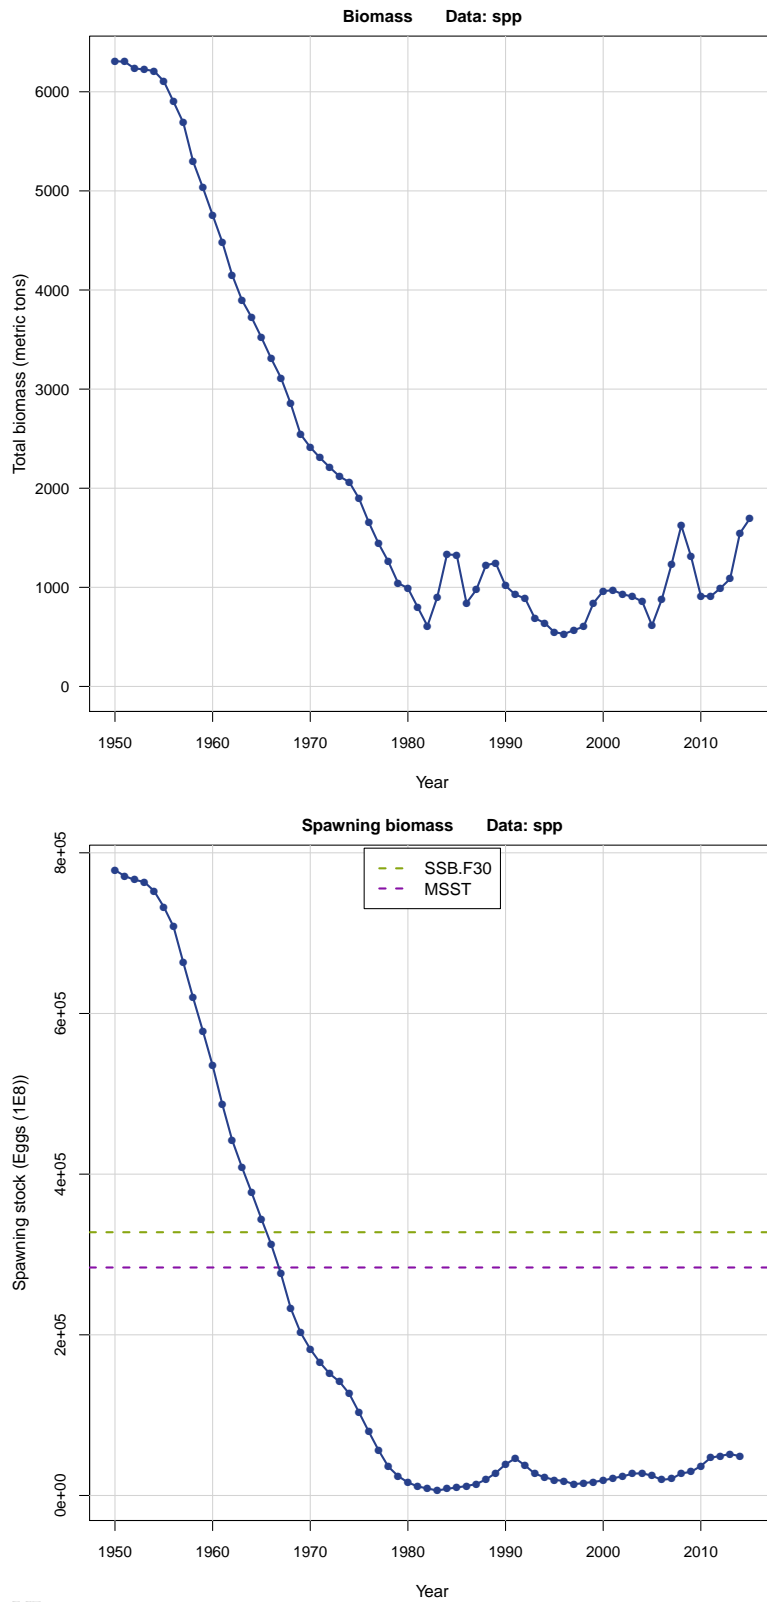 Biomass Data: spp
6000
5000
4000
3000
2000
1000
0
Total biomass (metric tons)
1950 1960 1970 1980 1990 2000 2010
Year
Spawning biomass Data: spp
SSB.F30
MSST
8e+05
6e+05
4e+05
2e+05
0e+00
Spawning stock (Eggs (1E8))
1950 1960 1970 1980 1990 2000 2010
Year